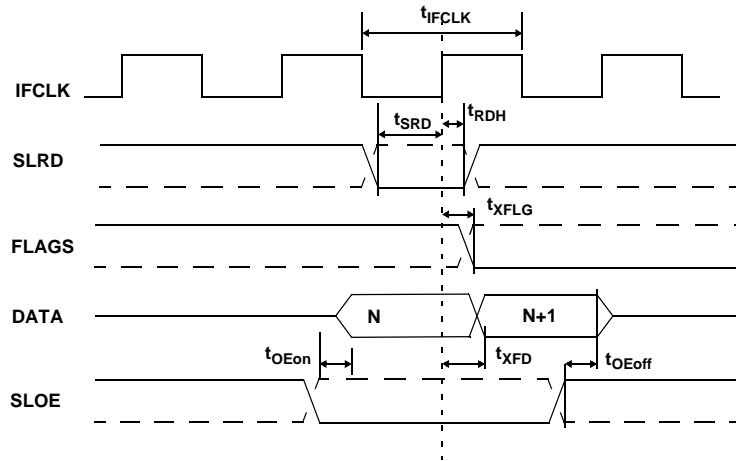 tIFCLK
IFCLK
tSRD
tRDH
SLRD
tXFLG
FLAGS
DATA
N
N+1
tOEon
tXFD
tOEoff
SLOE